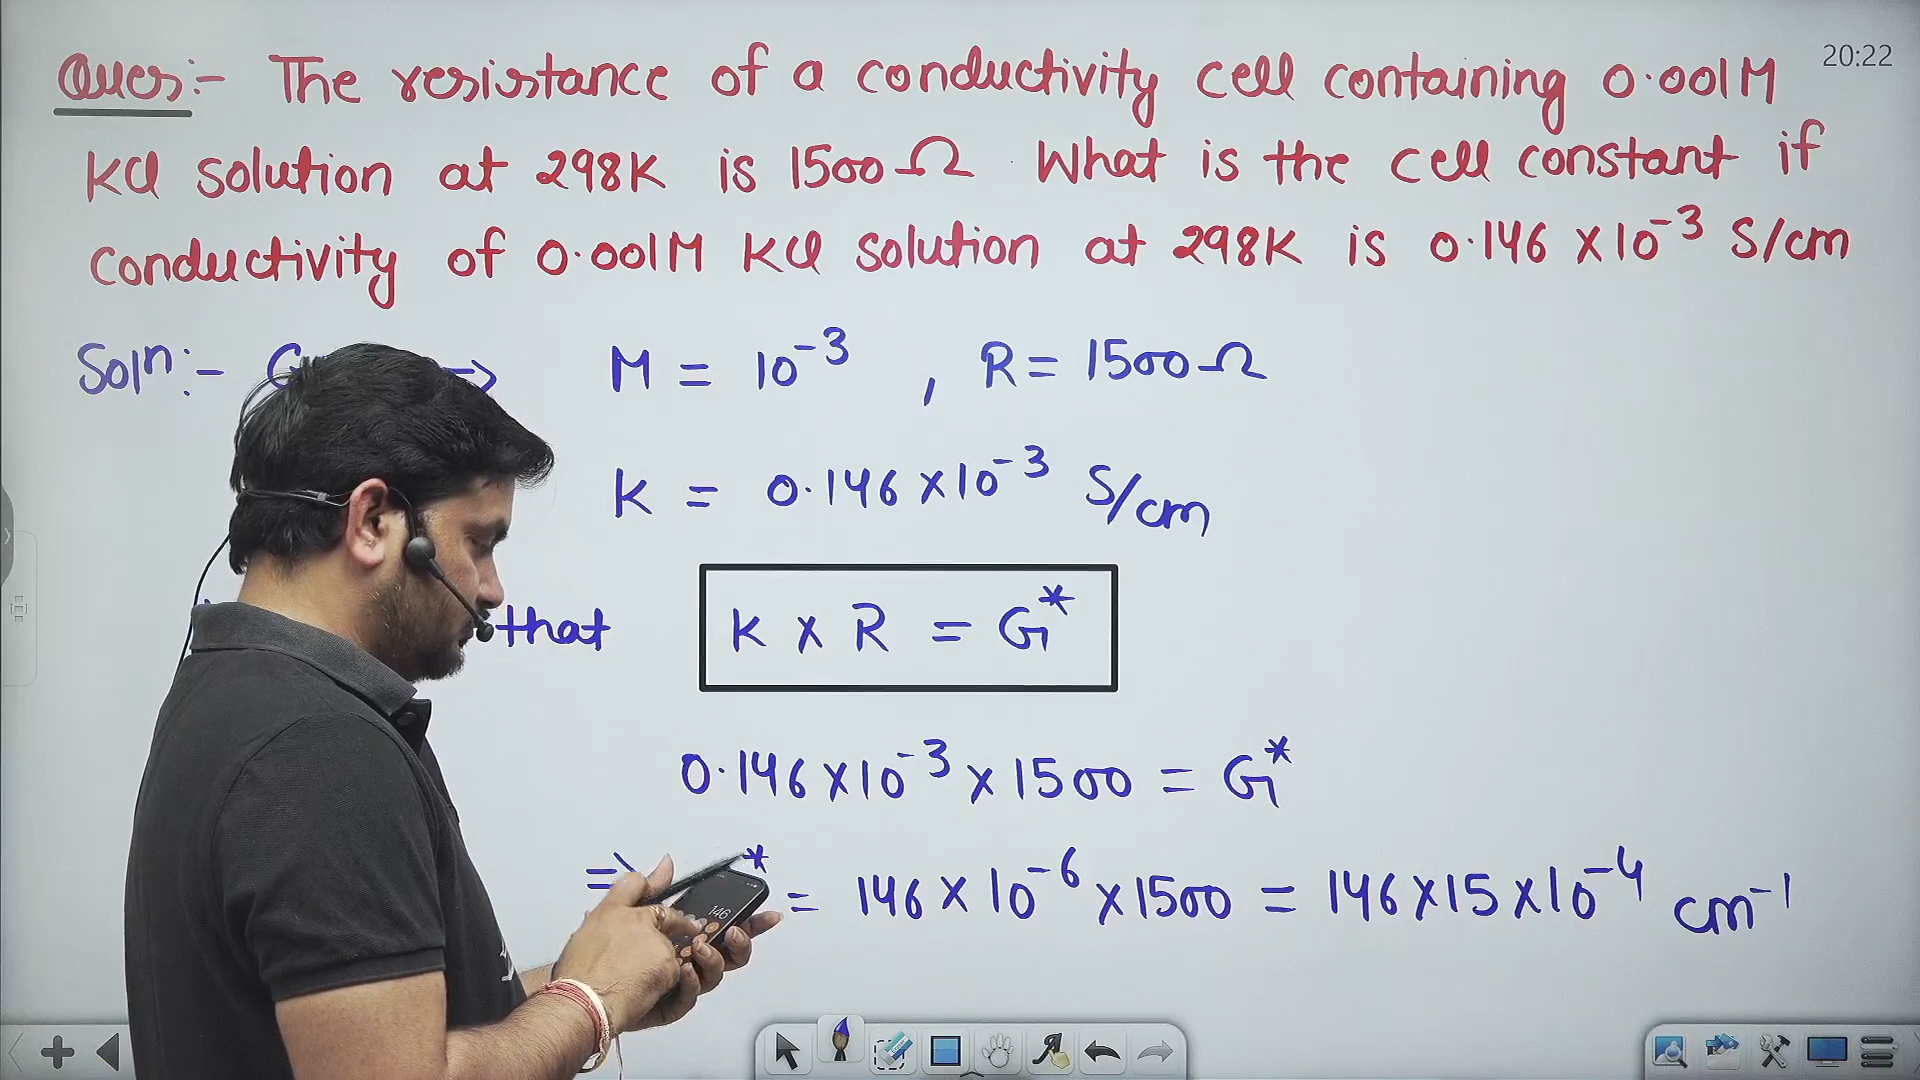 Ques:- The resistance of a conductivity cell containing 0.001M
KCl solution at 298K is 1500Ω. What is the cell constant if
conductivity of 0.001M KCl solution at 298K is 0.146 ×10⁻³ S/cm
20:22
Solⁿ:- → M = 10⁻³ , R = 1500Ω
K = 0.146×10⁻³ S/cm
that K × R = G*
0.146×10⁻³×1500 = G*
⇒ * = 146×10⁻⁶×1500 = 146×15×10⁻⁴ cm⁻¹
146